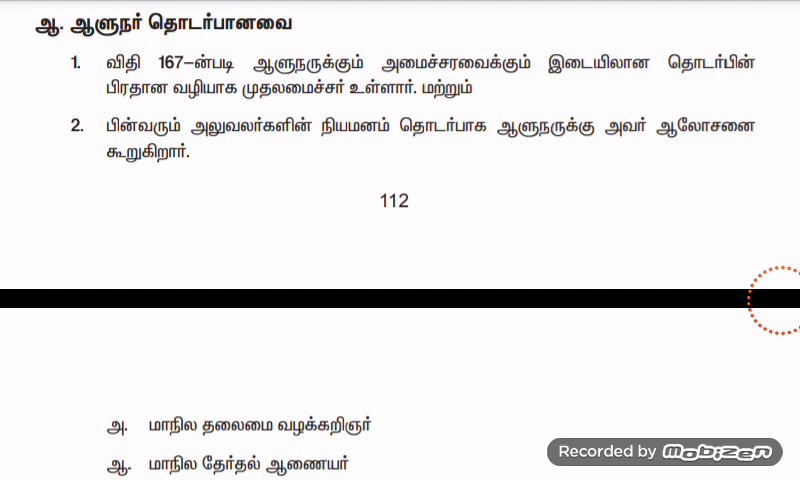 ஆ. ஆளுநர் தொடர்பானவை
1. விதி 167–ன்படி ஆளுநருக்கும் அமைச்சரவைக்கும் இடையிலான தொடர்பின்
பிரதான வழியாக முதலமைச்சர் உள்ளார். மற்றும்
2. பின்வரும் அலுவலர்களின் நியமனம் தொடர்பாக ஆளுநருக்கு அவர் ஆலோசனை
கூறுகிறார்.
112
அ. மாநில தலைமை வழக்கறிஞர்
ஆ. மாநில தேர்தல் ஆணையர்
Recorded by mobizen